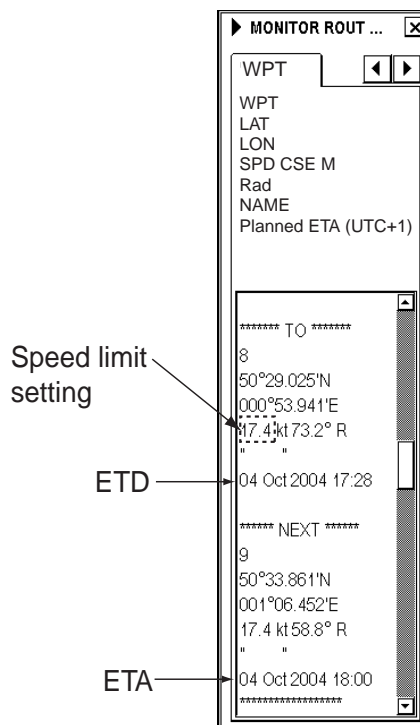 MONITOR ROUT ...
WPT
WPT
LAT
LON
SPD CSE M
Rad
NAME
Planned ETA (UTC+1)
******* TO *******
8
50°29.025'N
000°53.941'E
Speed limit setting
17.4 kt 73.2° R
" "
ETD
04 Oct 2004 17:28
****** NEXT ******
9
50°33.861'N
001°06.452'E
17.4 kt 58.8° R
" "
ETA
04 Oct 2004 18:00
******************